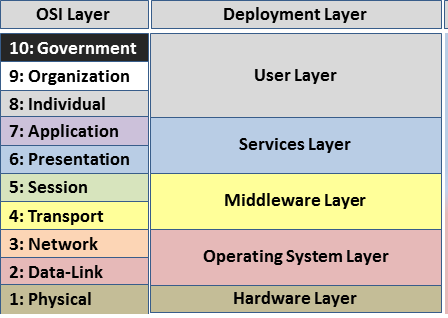 OSI Layer
Deployment Layer
10: Government
9: Organization
8: Individual
User Layer
7: Application
6: Presentation
Services Layer
5: Session
4: Transport
Middleware Layer
3: Network
2: Data-Link
Operating System Layer
1: Physical
Hardware Layer